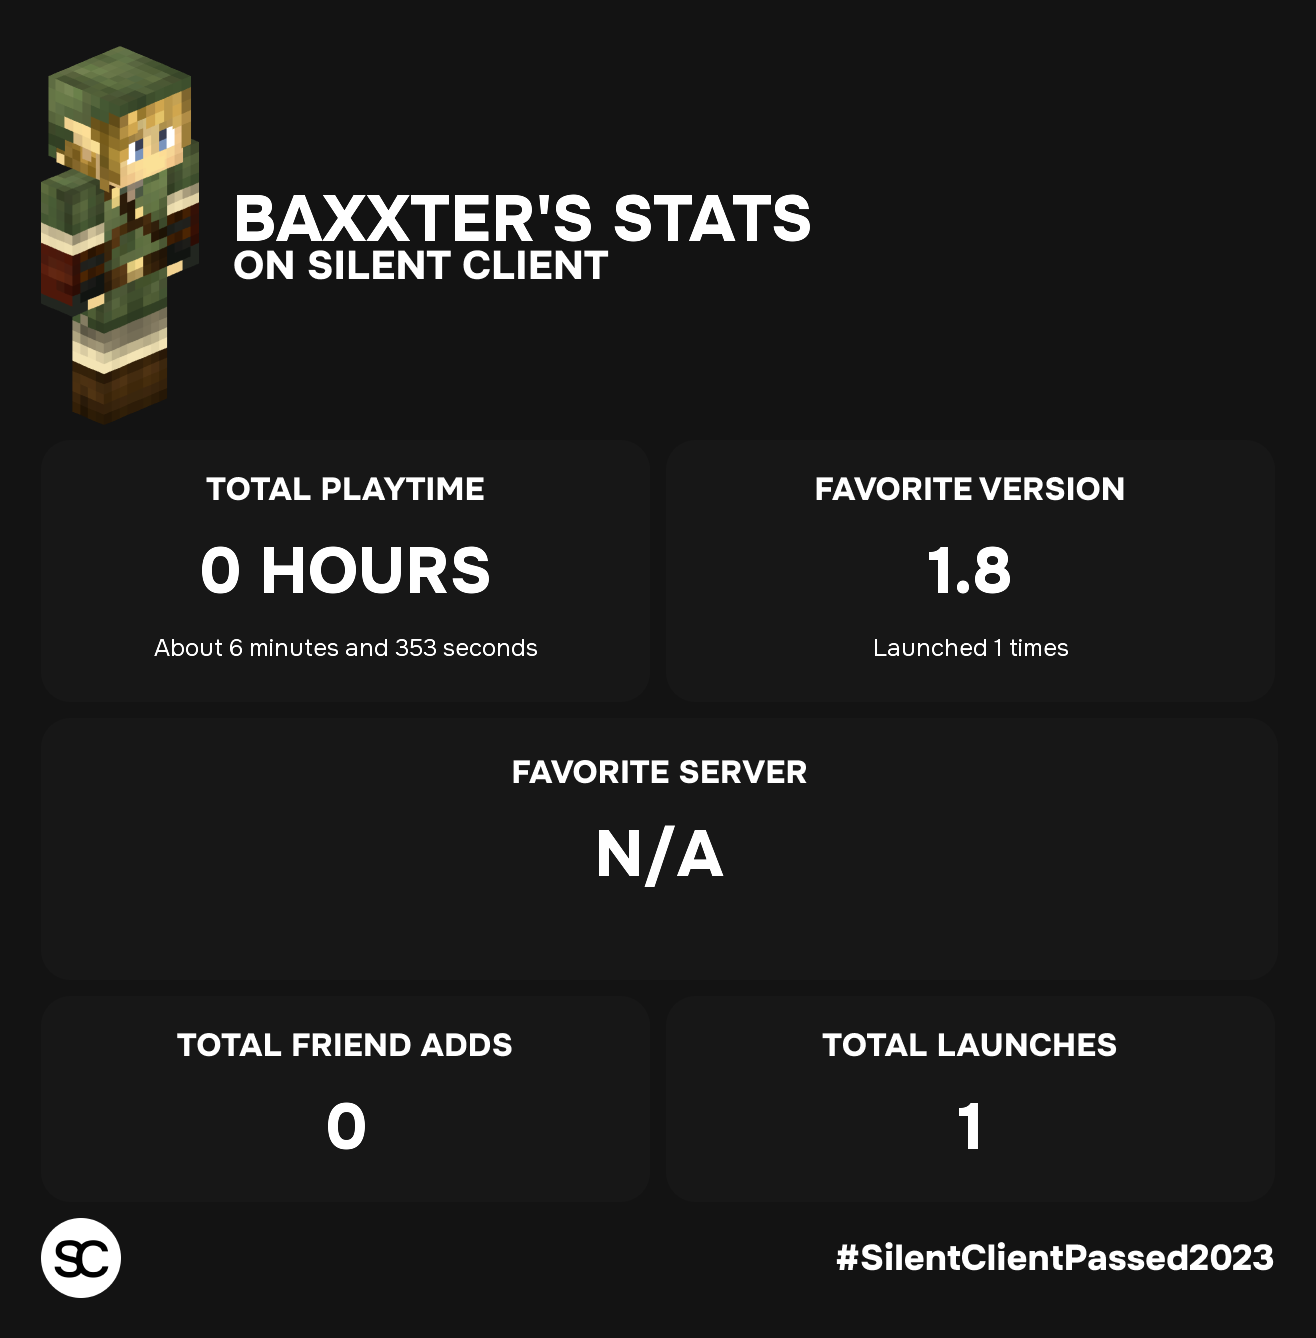 BAXXTER'S STATS
ON SILENT CLIENT
TOTAL PLAYTIME
0 HOURS
About 6 minutes and 353 seconds
FAVORITE VERSION
1.8
Launched 1 times
FAVORITE SERVER
N/A
TOTAL FRIEND ADDS
0
TOTAL LAUNCHES
1
SC
#SilentClientPassed2023